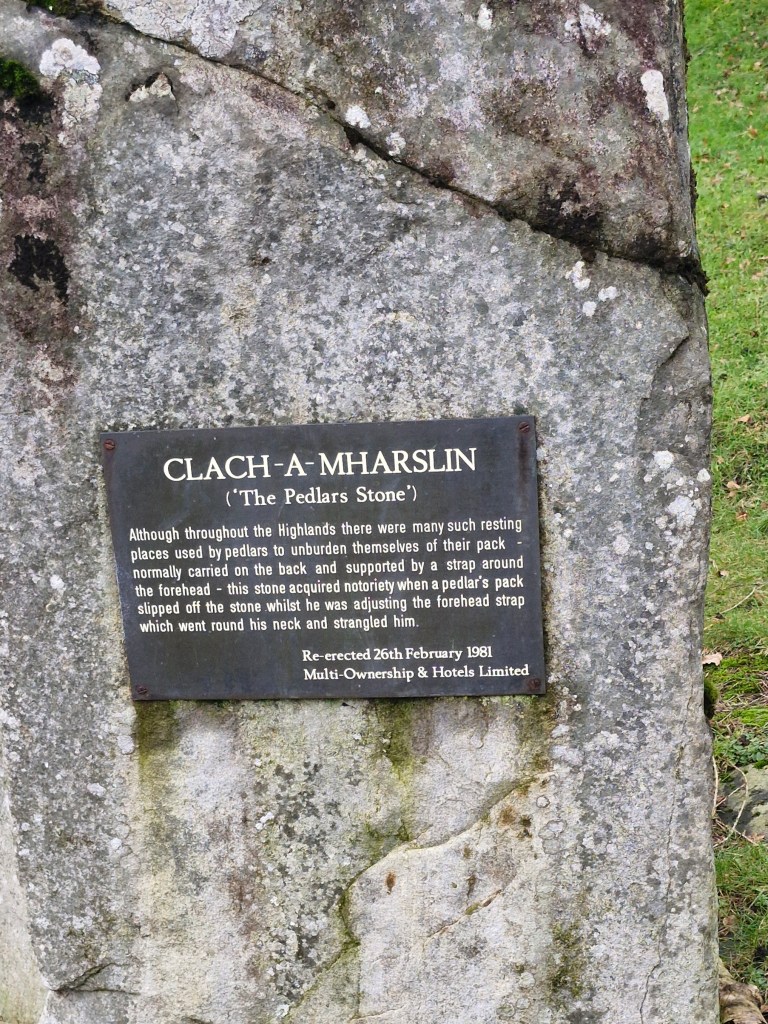 CLACH-A-MHARSLIN
('The Pedlars Stone')
Although throughout the Highlands there were many such resting
places used by pedlars to unburden themselves of their pack -
normally carried on the back and supported by a strap around
the forehead - this stone acquired notoriety when a pedlar's pack
slipped off the stone whilst he was adjusting the forehead strap
which went round his neck and strangled him.
Re-erected 26th February 1981
Multi-Ownership & Hotels Limited